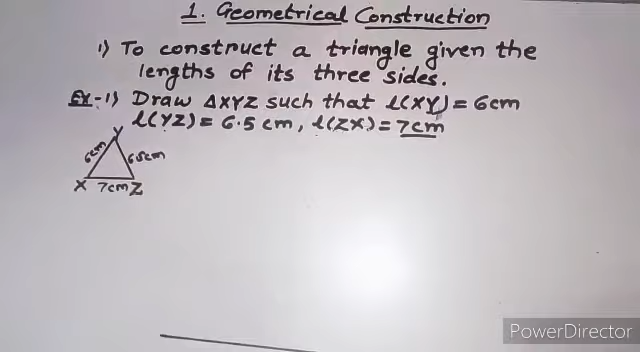 1. Geometrical Construction
1) To construct a triangle given the
lengths of its three sides.
Ex-1) Draw ΔXYZ such that l(XY) = 6cm
l(YZ) = 6.5 cm, l(ZX) = 7cm
Y
6cm 6.5cm
X 7cm Z
PowerDirector